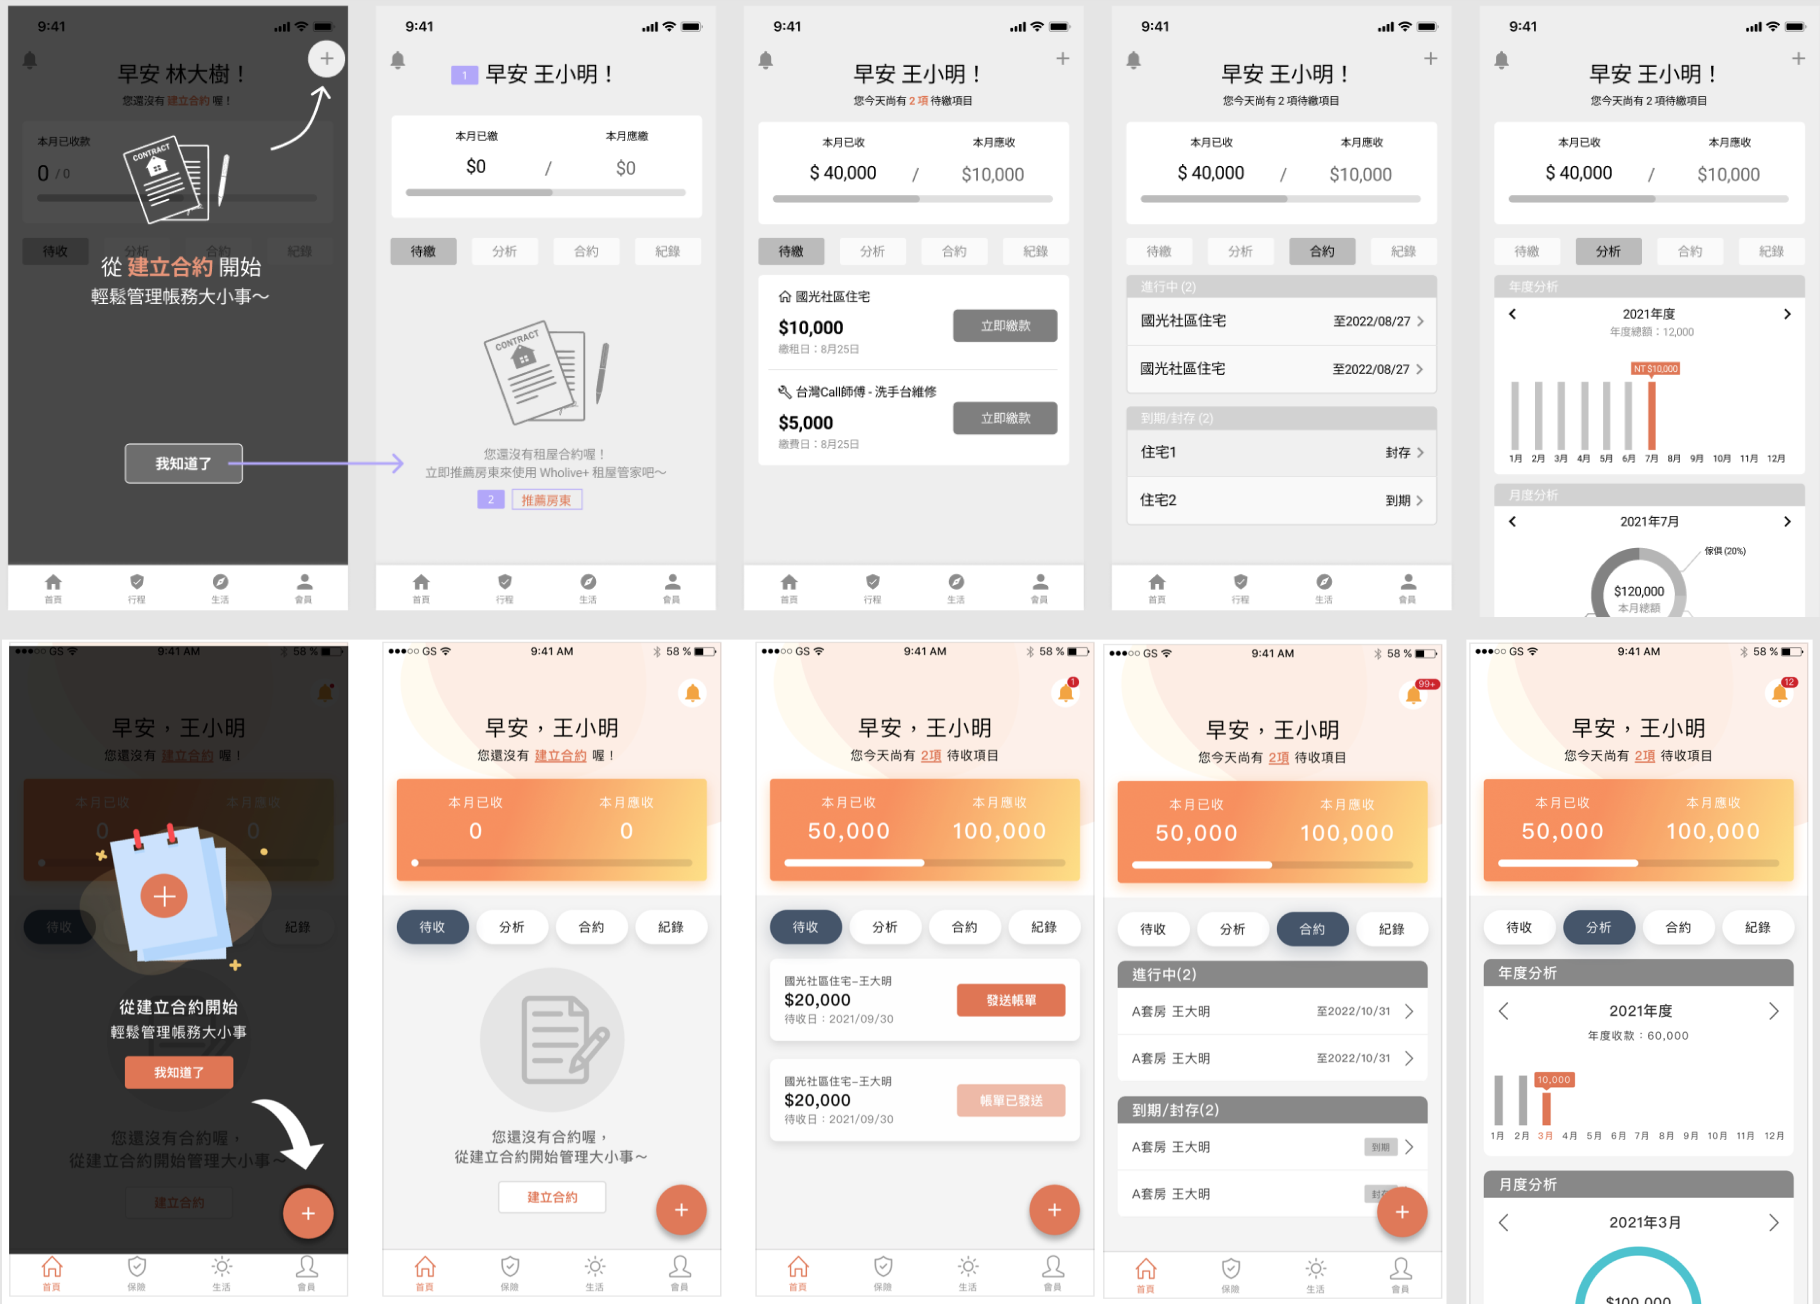 9:41
早安 林大樹！
您還沒有 建立合約 喔！
本月已收款
0 / 0
CONTRACT
待收
分析
合約
紀錄
從 建立合約 開始
輕鬆管理帳務大小事～
我知道了
首頁
行程
生活
會員
9:41
1
早安 王小明！
本月已繳
本月應繳
$0 / $0
待繳
分析
合約
紀錄
CONTRACT
您還沒有租屋合約喔！
立即推薦房東來使用 Wholive+ 租屋管家吧～
2
推薦房東
首頁
行程
生活
會員
9:41
早安 王小明！
您今天尚有 2 項 待繳項目
本月已收
本月應收
$ 40,000 / $10,000
待繳
分析
合約
紀錄
國光社區住宅
$10,000
繳租日：8月25日
立即繳款
台灣Call師傅 - 洗手台維修
$5,000
繳費日：8月25日
立即繳款
首頁
行程
生活
會員
9:41
早安 王小明！
您今天尚有 2 項待繳項目
本月已收
本月應收
$ 40,000 / $10,000
待繳
分析
合約
紀錄
進行中 (2)
國光社區住宅 至2022/08/27
國光社區住宅 至2022/08/27
到期/封存 (2)
住宅1 封存
住宅2 到期
首頁
行程
生活
會員
9:41
早安 王小明！
您今天尚有 2 項待繳項目
本月已收
本月應收
$ 40,000 / $10,000
待繳
分析
合約
紀錄
年度分析
2021年度
年度總額：12,000
NT $10,000
1月 2月 3月 4月 5月 6月 7月 8月 9月 10月 11月 12月
月度分析
2021年7月
傢俱 (20%)
$120,000
本月總額
GS 9:41 AM 58 %
早安，王小明
您還沒有 建立合約 喔！
本月已收
本月應收
0 0
待收
紀錄
從建立合約開始
輕鬆管理帳務大小事
我知道了
您還沒有合約喔，
從建立合約開始管理大小事～
建立合約
首頁
保險
生活
會員
GS 9:41 AM 58 %
早安，王小明
您還沒有 建立合約 喔！
本月已收
本月應收
0 0
待收
分析
合約
紀錄
您還沒有合約喔，
從建立合約開始管理大小事～
建立合約
首頁
保險
生活
會員
GS 9:41 AM 58 %
1
早安，王小明
您今天尚有 2項 待收項目
本月已收
本月應收
50,000 100,000
待收
分析
合約
紀錄
國光社區住宅–王大明
$20,000
待收日：2021/09/30
發送帳單
國光社區住宅–王大明
$20,000
待收日：2021/09/30
帳單已發送
首頁
保險
生活
會員
GS 9:41 AM 58 %
99+
早安，王小明
您今天尚有 2項 待收項目
本月已收
本月應收
50,000 100,000
待收
分析
合約
紀錄
進行中(2)
A套房 王大明 至2022/10/31
A套房 王大明 至2022/10/31
到期/封存(2)
A套房 王大明 到期
A套房 王大明
首頁
保險
生活
會員
GS 9:41 AM 58 %
12
早安，王小明
您今天尚有 2項 待收項目
本月已收
本月應收
50,000 100,000
待收
分析
合約
紀錄
年度分析
2021年度
年度收款：60,000
10,000
1月 2月 3月 4月 5月 6月 7月 8月 9月 10月 11月 12月
月度分析
2021年3月
$100,000